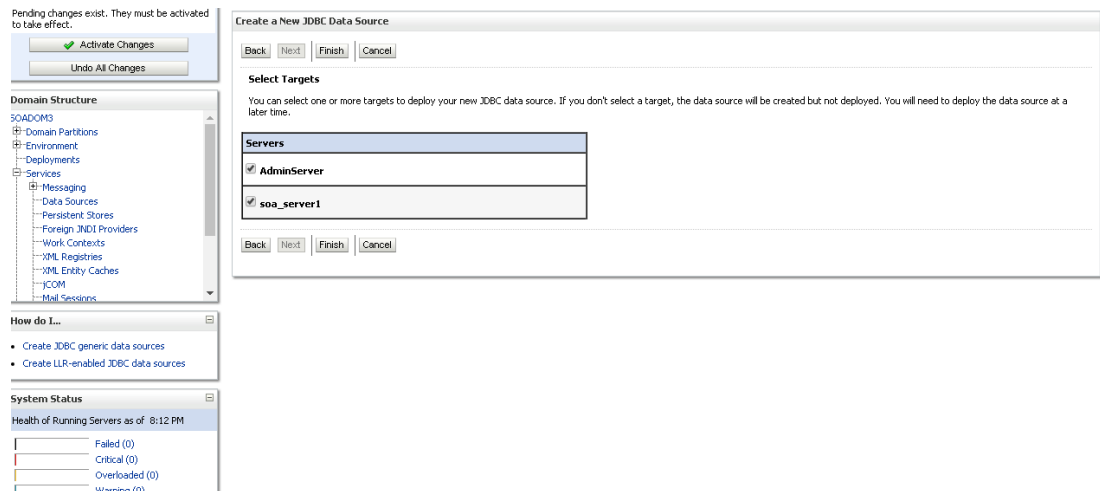 Pending changes exist. They must be activated
to take effect.
Activate Changes
Undo All Changes
Domain Structure
SOADOM3
Domain Partitions
Environment
Deployments
Services
Messaging
Data Sources
Persistent Stores
Foreign JNDI Providers
Work Contexts
XML Registries
XML Entity Caches
jCOM
Mail Sessions
How do I...
Create JDBC generic data sources
Create LLR-enabled JDBC data sources
System Status
Health of Running Servers as of 8:12 PM
Failed (0)
Critical (0)
Overloaded (0)
Warning (0)
Create a New JDBC Data Source
Back Next Finish Cancel
Select Targets
You can select one or more targets to deploy your new JDBC data source. If you don't select a target, the data source will be created but not deployed. You will need to deploy the data source at a
later time.
Servers
AdminServer
soa_server1
Back Next Finish Cancel